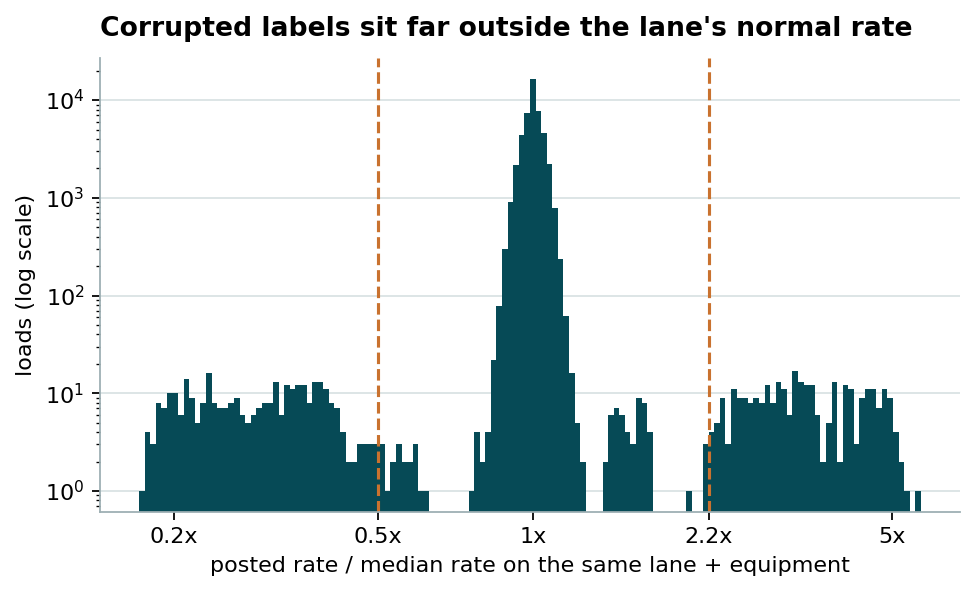 Corrupted labels sit far outside the lane's normal rate
loads (log scale)
10⁴
10³
10²
10¹
10⁰
0.2x 0.5x 1x 2.2x 5x
posted rate / median rate on the same lane + equipment